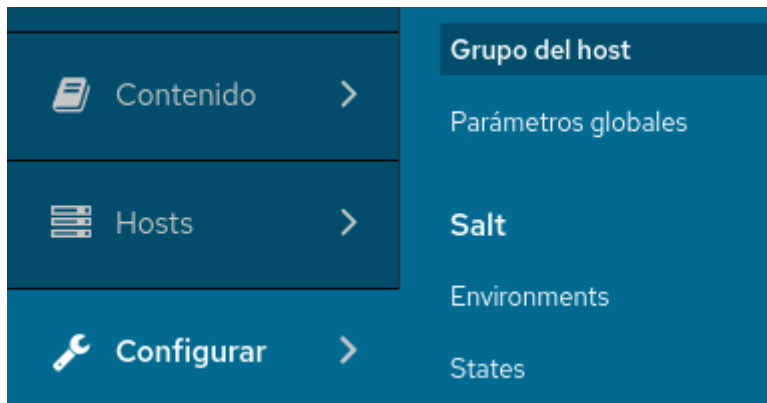 Contenido
Hosts
Configurar
Grupo del host
Parámetros globales
Salt
Environments
States